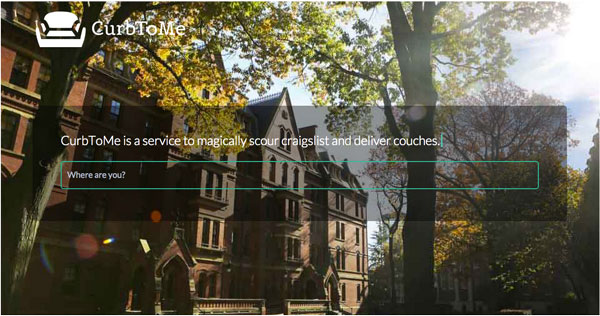 CurbToMe
CurbToMe is a service to magically scour craigslist and deliver couches.
Where are you?